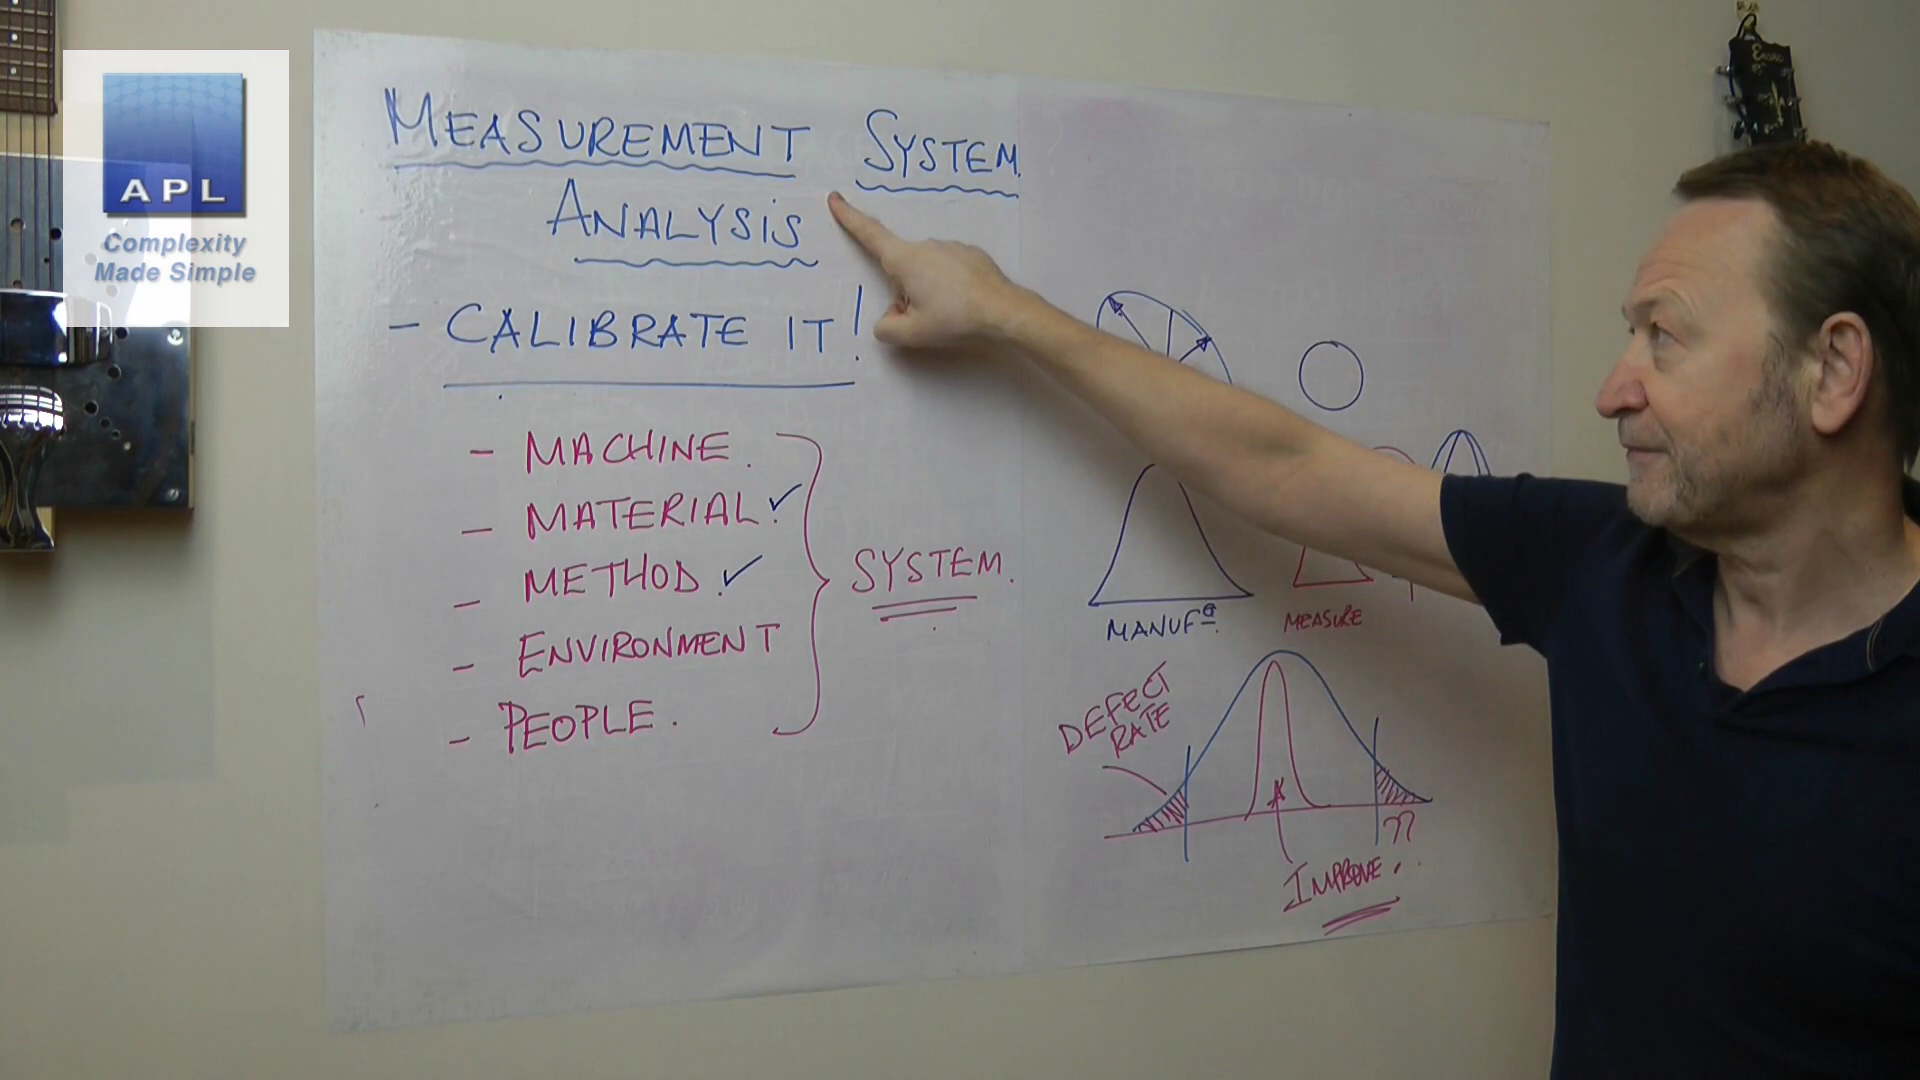 APL
Complexity
Made Simple
MEASUREMENT SYSTEM
ANALYSIS
- CALIBRATE IT!
- MACHINE.
- MATERIAL. ✓
- METHOD. ✓
- ENVIRONMENT
- PEOPLE.
SYSTEM.
MANUFG.
MEASURE
DEFECT
RATE
??
IMPROVE.